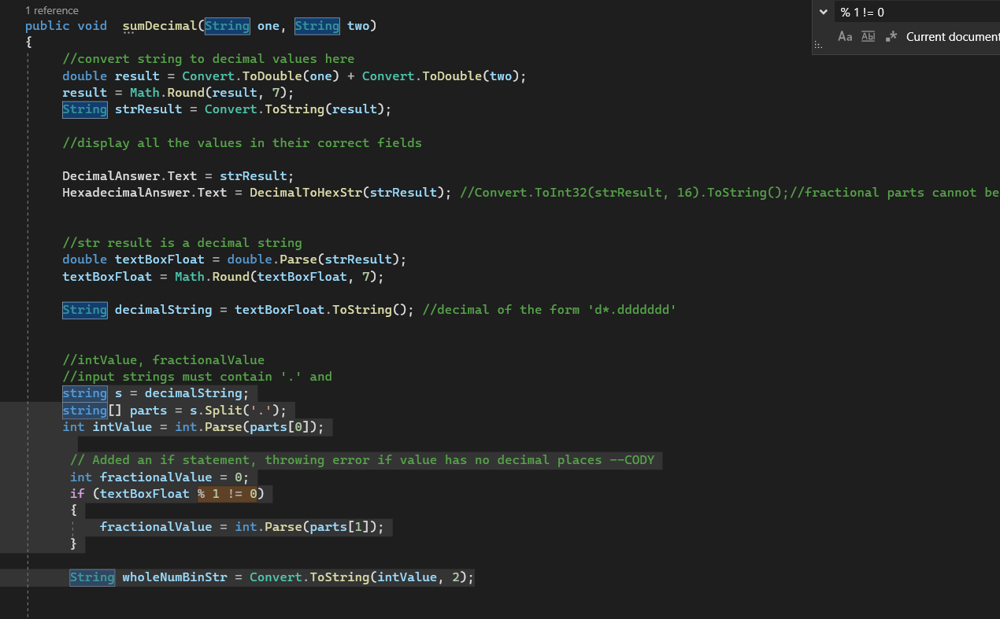 1 reference
public void  sumDecimal(String one, String two)
% 1 != 0
Aa Ab .* Current document
{
//convert string to decimal values here
double result = Convert.ToDouble(one) + Convert.ToDouble(two);
result = Math.Round(result, 7);
String strResult = Convert.ToString(result);
//display all the values in their correct fields
DecimalAnswer.Text = strResult;
HexadecimalAnswer.Text = DecimalToHexStr(strResult); //Convert.ToInt32(strResult, 16).ToString();//fractional parts cannot be
//str result is a decimal string
double textBoxFloat = double.Parse(strResult);
textBoxFloat = Math.Round(textBoxFloat, 7);
String decimalString = textBoxFloat.ToString(); //decimal of the form 'd*.ddddddd'
//intValue, fractionalValue
//input strings must contain '.' and
string s = decimalString;
string[] parts = s.Split('.');
int intValue = int.Parse(parts[0]);
// Added an if statement, throwing error if value has no decimal places --CODY
int fractionalValue = 0;
if (textBoxFloat % 1 != 0)
{
fractionalValue = int.Parse(parts[1]);
}
String wholeNumBinStr = Convert.ToString(intValue, 2);